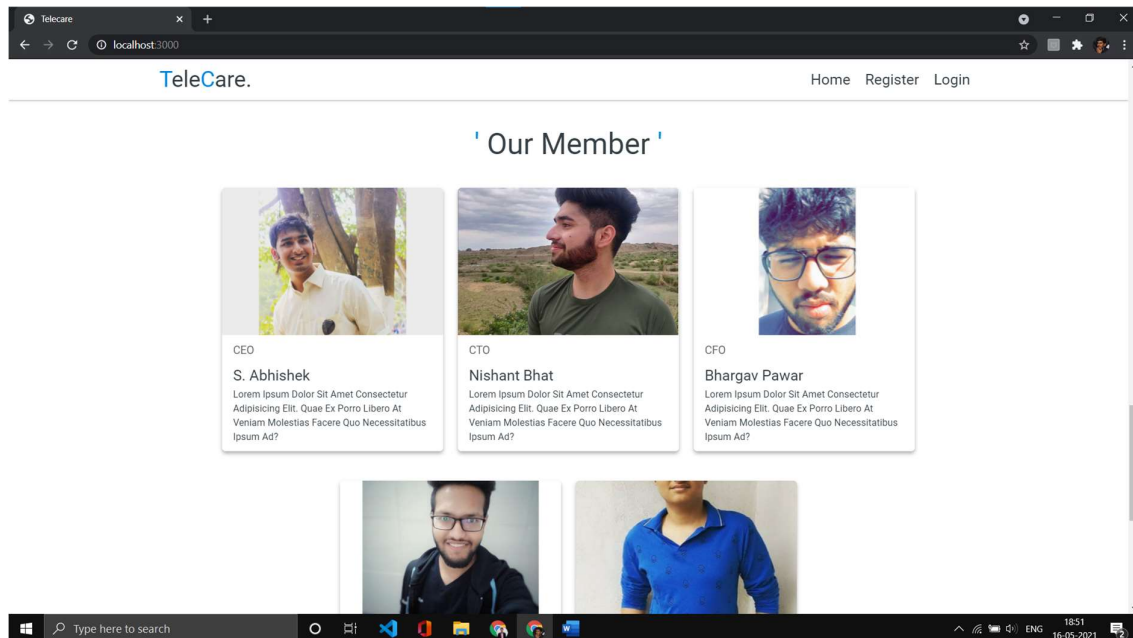 Telecare
localhost:3000
TeleCare.
Home Register Login
' Our Member '
CEO
S. Abhishek
Lorem Ipsum Dolor Sit Amet Consectetur
Adipisicing Elit. Quae Ex Porro Libero At
Veniam Molestias Facere Quo Necessitatibus
Ipsum Ad?
CTO
Nishant Bhat
Lorem Ipsum Dolor Sit Amet Consectetur
Adipisicing Elit. Quae Ex Porro Libero At
Veniam Molestias Facere Quo Necessitatibus
Ipsum Ad?
CFO
Bhargav Pawar
Lorem Ipsum Dolor Sit Amet Consectetur
Adipisicing Elit. Quae Ex Porro Libero At
Veniam Molestias Facere Quo Necessitatibus
Ipsum Ad?
Type here to search
ENG
18:51
16-05-2021
2